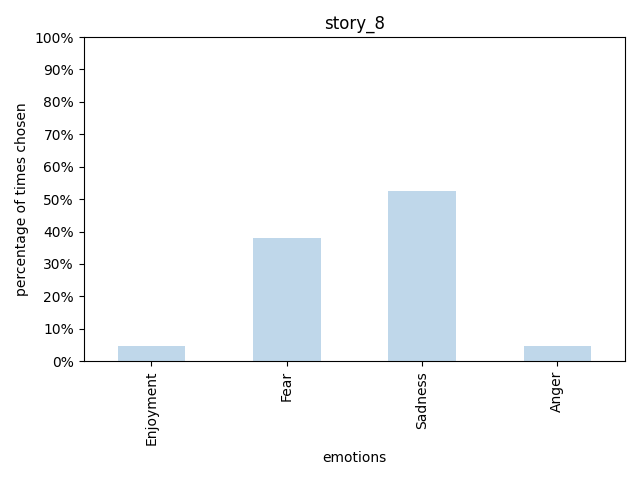 story_8
100%
90%
80%
70%
60%
50%
40%
30%
20%
10%
0%
percentage of times chosen
Enjoyment
Fear
Sadness
Anger
emotions